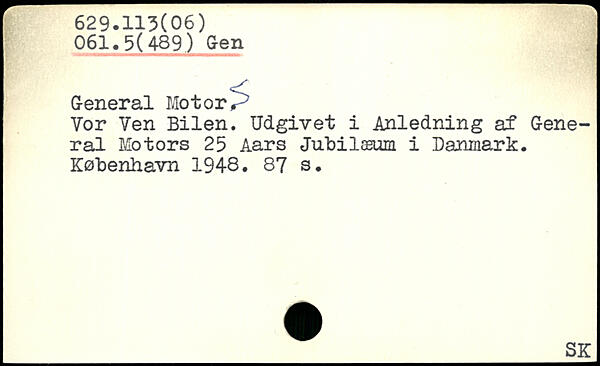 629.113(06)
061.5(489) Gen
General Motors.
Vor Ven Bilen. Udgivet i Anledning af Gene-
ral Motors 25 Aars Jubilæum i Danmark.
København 1948. 87 s.
SK